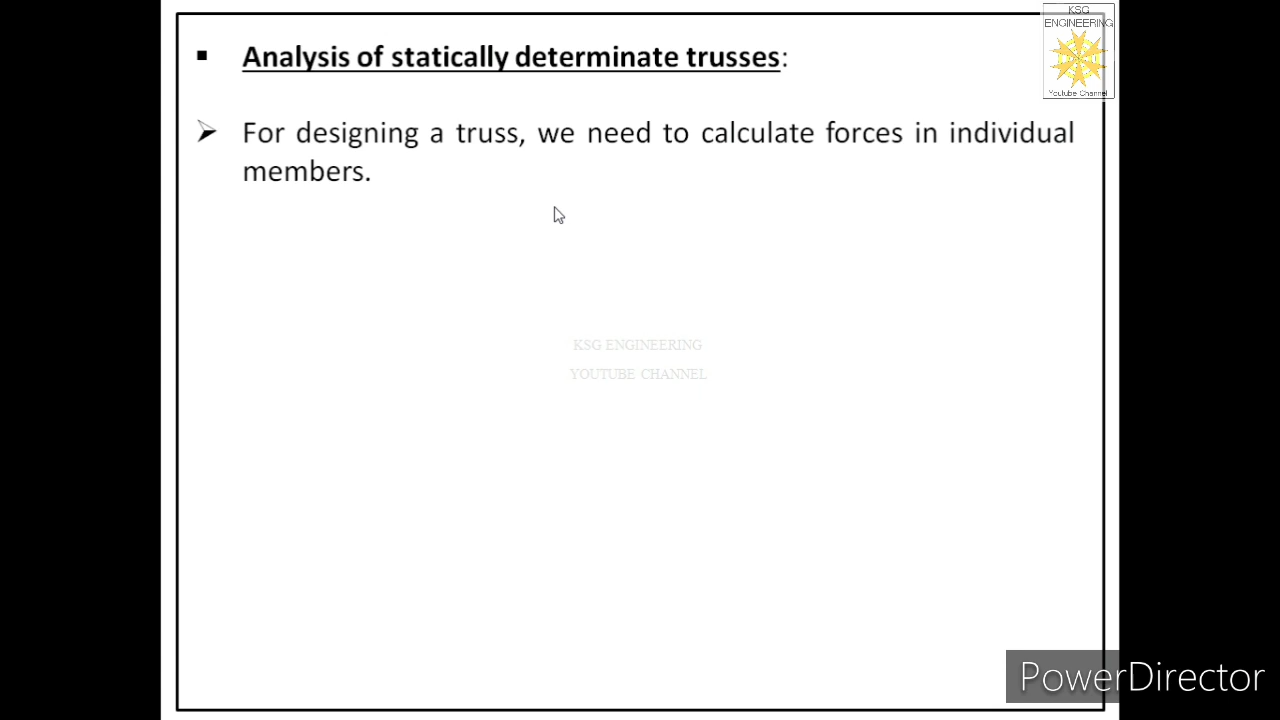 KSG
ENGINEERING
Youtube Channel
Analysis of statically determinate trusses:
For designing a truss, we need to calculate forces in individual
members.
KSG ENGINEERING
YOUTUBE CHANNEL
PowerDirector